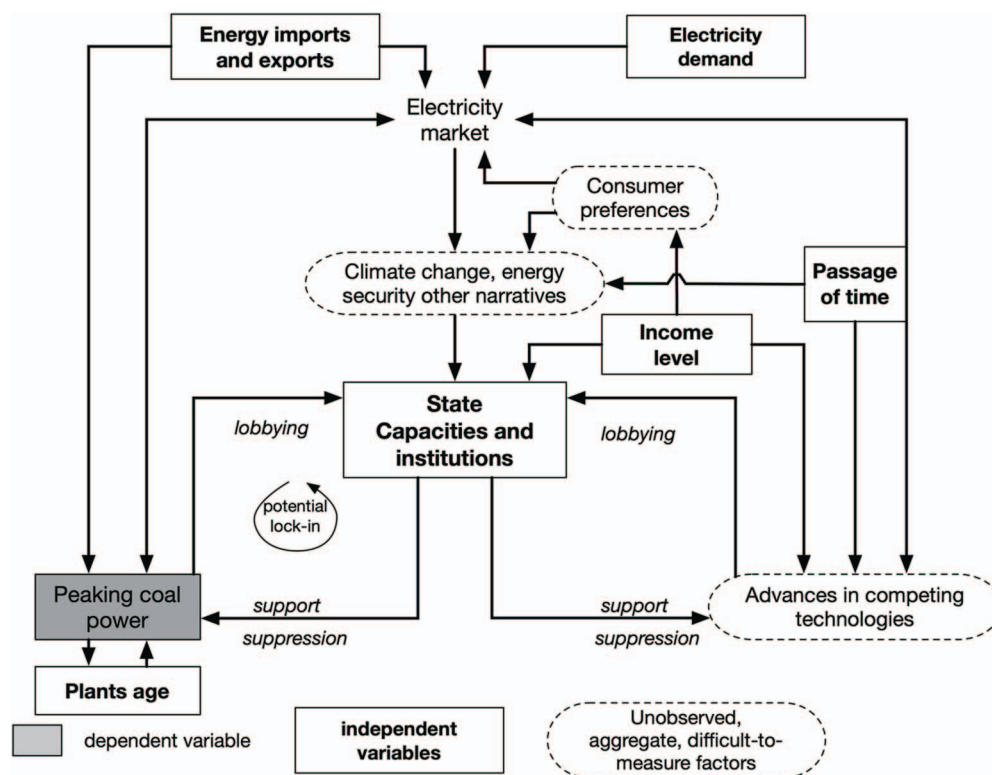 Energy imports
and exports
Electricity
demand
Electricity
market
Consumer
preferences
Climate change, energy
security other narratives
Passage
of time
Income
level
State
Capacities and
institutions
lobbying
lobbying
potential
lock-in
Peaking coal
power
support
suppression
support
suppression
Advances in competing
technologies
Plants age
dependent variable
independent
variables
Unobserved,
aggregate, difficult-to-
measure factors